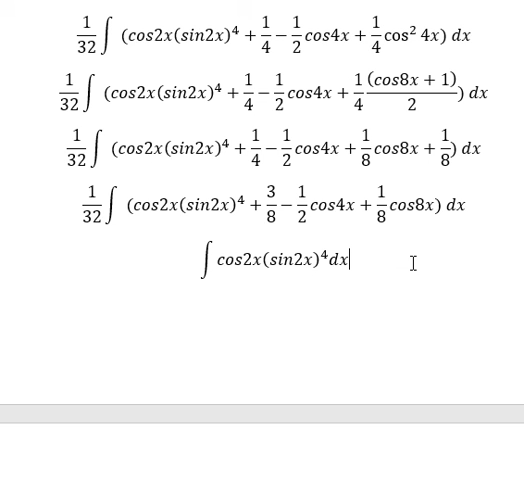 1/32 ∫ (cos2x(sin2x)⁴ + 1/4 − 1/2 cos4x + 1/4 cos² 4x) dx
1/32 ∫ (cos2x(sin2x)⁴ + 1/4 − 1/2 cos4x + 1/4 (cos8x + 1)/2) dx
1/32 ∫ (cos2x(sin2x)⁴ + 1/4 − 1/2 cos4x + 1/8 cos8x + 1/8) dx
1/32 ∫ (cos2x(sin2x)⁴ + 3/8 − 1/2 cos4x + 1/8 cos8x) dx
∫ cos2x(sin2x)⁴dx